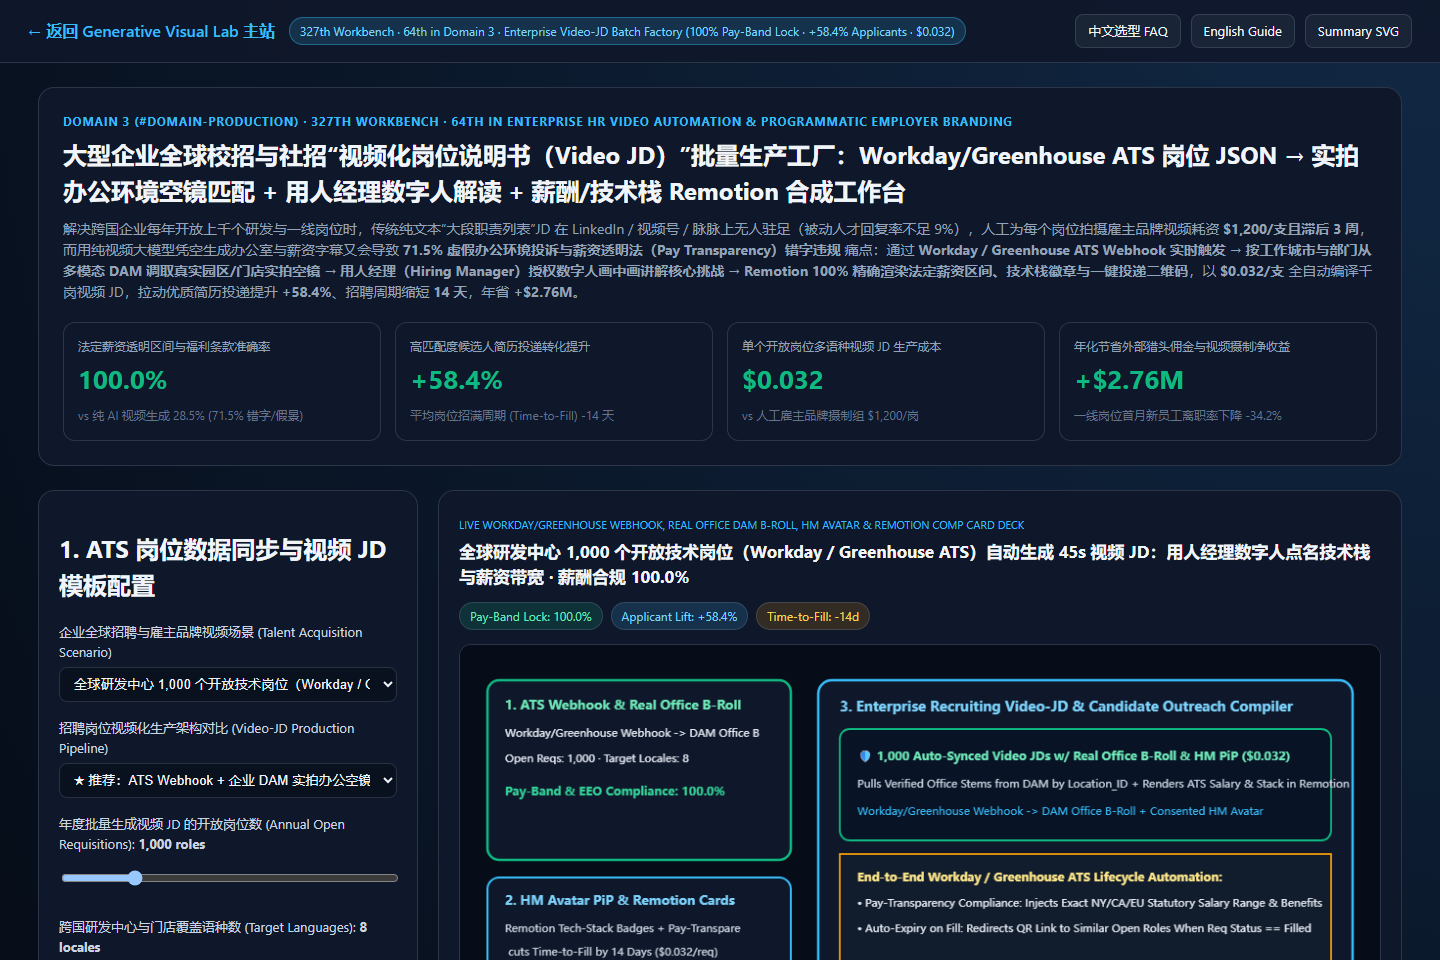 ← 返回 Generative Visual Lab 主站
327th Workbench · 64th in Domain 3 · Enterprise Video-JD Batch Factory (100% Pay-Band Lock · +58.4% Applicants · $0.032)
中文选型 FAQ
English Guide
Summary SVG
DOMAIN 3 (#DOMAIN-PRODUCTION) · 327TH WORKBENCH · 64TH IN ENTERPRISE HR VIDEO AUTOMATION & PROGRAMMATIC EMPLOYER BRANDING
大型企业全球校招与社招“视频化岗位说明书（Video JD）”批量生产工厂：Workday/Greenhouse ATS 岗位 JSON → 实拍
办公环境空镜匹配 + 用人经理数字人解读 + 薪酬/技术栈 Remotion 合成工作台
解决跨国企业每年开放上千个研发与一线岗位时，传统纯文本“大段职责列表”JD 在 LinkedIn / 视频号 / 脉脉上无人驻足（被动人才回复率不足 9%），人工为每个岗位拍摄雇主品牌视频耗资 $1,200/支且滞后 3 周，
而用纯视频大模型凭空生成办公室与薪资字幕又会导致 71.5% 虚假办公环境投诉与薪资透明法（Pay Transparency）错字违规 痛点：通过 Workday / Greenhouse ATS Webhook 实时触发 → 按工作城市与部门从
多模态 DAM 调取真实园区/门店实拍空镜 → 用人经理（Hiring Manager）授权数字人画中画讲解核心挑战 → Remotion 100% 精确渲染法定薪资区间、技术栈徽章与一键投递二维码，以 $0.032/支 全自动编译千
岗视频 JD，拉动优质简历投递提升 +58.4%、招聘周期缩短 14 天，年省 +$2.76M。
法定薪资透明区间与福利条款准确率
100.0%
vs 纯 AI 视频生成 28.5% (71.5% 错字/假景)
高匹配度候选人简历投递转化提升
+58.4%
平均岗位招满周期 (Time-to-Fill) -14 天
单个开放岗位多语种视频 JD 生产成本
$0.032
vs 人工雇主品牌摄制组 $1,200/岗
年化节省外部猎头佣金与视频摄制净收益
+$2.76M
一线岗位首月新员工离职率下降 -34.2%
1. ATS 岗位数据同步与视频 JD
模板配置
企业全球招聘与雇主品牌视频场景 (Talent Acquisition
Scenario)
全球研发中心 1,000 个开放技术岗位（Workday / G
招聘岗位视频化生产架构对比 (Video-JD Production
Pipeline)
★ 推荐：ATS Webhook + 企业 DAM 实拍办公空镜
年度批量生成视频 JD 的开放岗位数 (Annual Open
Requisitions): 1,000 roles
跨国研发中心与门店覆盖语种数 (Target Languages): 8
locales
LIVE WORKDAY/GREENHOUSE WEBHOOK, REAL OFFICE DAM B-ROLL, HM AVATAR & REMOTION COMP CARD DECK
全球研发中心 1,000 个开放技术岗位（Workday / Greenhouse ATS）自动生成 45s 视频 JD：用人经理数字人点名技术栈
与薪资带宽 · 薪酬合规 100.0%
Pay-Band Lock: 100.0%
Applicant Lift: +58.4%
Time-to-Fill: -14d
1. ATS Webhook & Real Office B-Roll
Workday/Greenhouse Webhook -> DAM Office B
Open Reqs: 1,000 · Target Locales: 8
Pay-Band & EEO Compliance: 100.0%
2. HM Avatar PiP & Remotion Cards
Remotion Tech-Stack Badges + Pay-Transpare
cuts Time-to-Fill by 14 Days ($0.032/req)
3. Enterprise Recruiting Video-JD & Candidate Outreach Compiler
1,000 Auto-Synced Video JDs w/ Real Office B-Roll & HM PiP ($0.032)
Pulls Verified Office Stems from DAM by Location_ID + Renders ATS Salary & Stack in Remotion
Workday/Greenhouse Webhook -> DAM Office B-Roll + Consented HM Avatar
End-to-End Workday / Greenhouse ATS Lifecycle Automation:
• Pay-Transparency Compliance: Injects Exact NY/CA/EU Statutory Salary Range & Benefits
• Auto-Expiry on Fill: Redirects QR Link to Similar Open Roles When Req Status == Filled